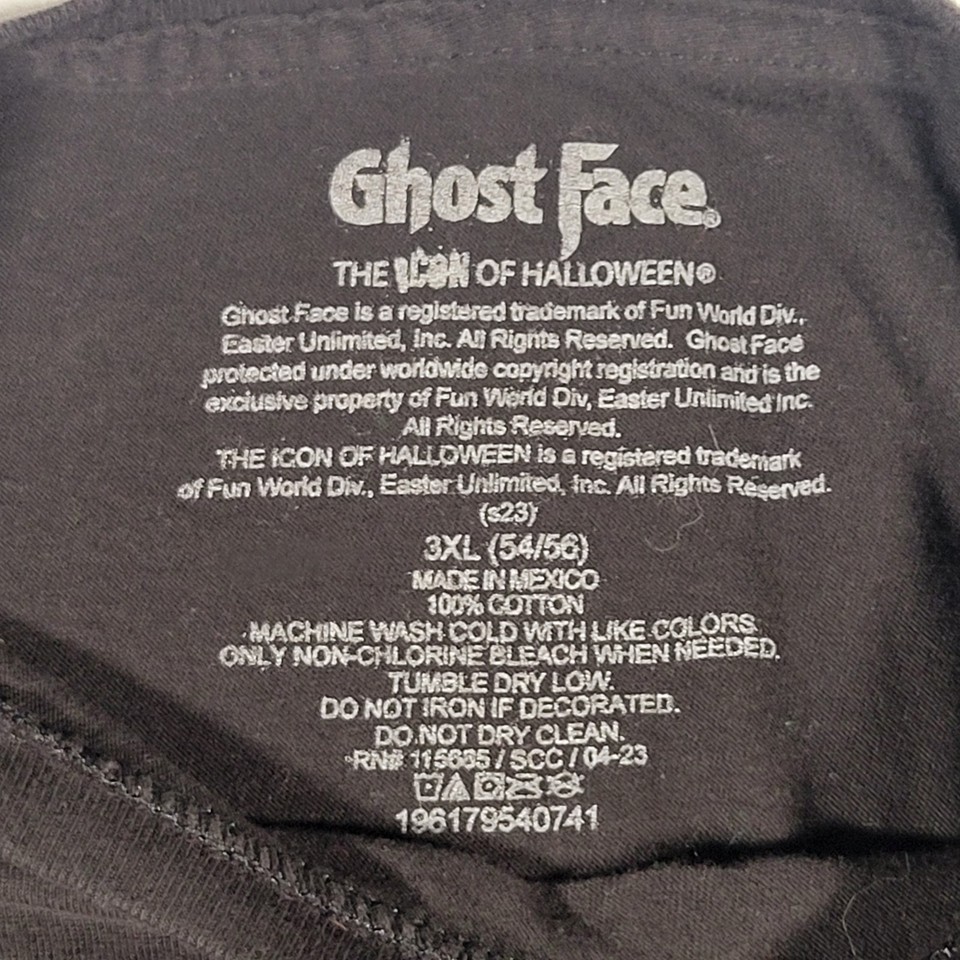 Ghost Face®
THE ICON OF HALLOWEEN®
Ghost Face is a registered trademark of Fun World Div.,
Easter Unlimited, Inc. All Rights Reserved. Ghost Face
protected under worldwide copyright registration and is the
exclusive property of Fun World Div, Easter Unlimited Inc.
All Rights Reserved.
THE ICON OF HALLOWEEN is a registered trademark
of Fun World Div., Easter Unlimited, Inc. All Rights Reserved.
(s23)
3XL (54/56)
MADE IN MEXICO
100% COTTON
MACHINE WASH COLD WITH LIKE COLORS.
ONLY NON-CHLORINE BLEACH WHEN NEEDED.
TUMBLE DRY LOW.
DO NOT IRON IF DECORATED.
DO NOT DRY CLEAN.
RN# 115685 / SCC / 04-23
196179540741